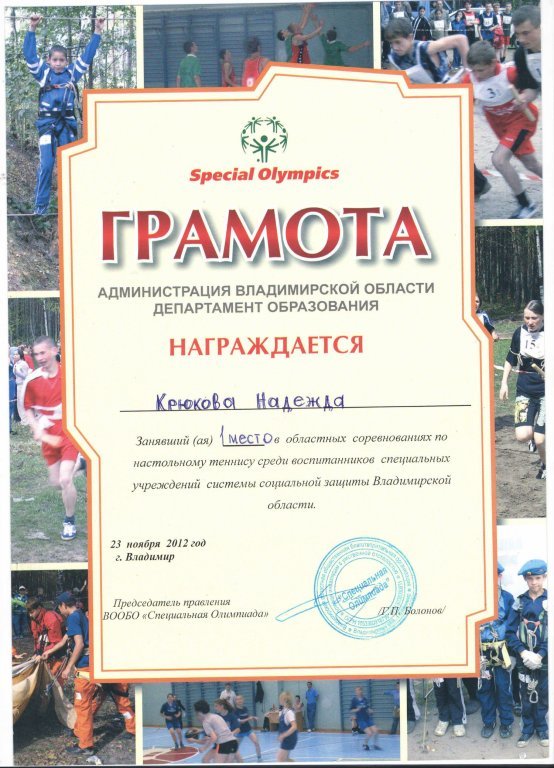 Special Olympics
ГРАМОТА
АДМИНИСТРАЦИЯ ВЛАДИМИРСКОЙ ОБЛАСТИ
ДЕПАРТАМЕНТ ОБРАЗОВАНИЯ
НАГРАЖДАЕТСЯ
Крюкова Надежда
Занявший (ая) 1 место в областных соревнованиях по
настольному теннису среди воспитанников специальных
учреждений системы социальной защиты Владимирской
области.
23 ноября 2012 год
г. Владимир
Председатель правления
ВООБО «Специальная Олимпиада»
/Г.П. Болонов/
"Специальная
Олимпиада"